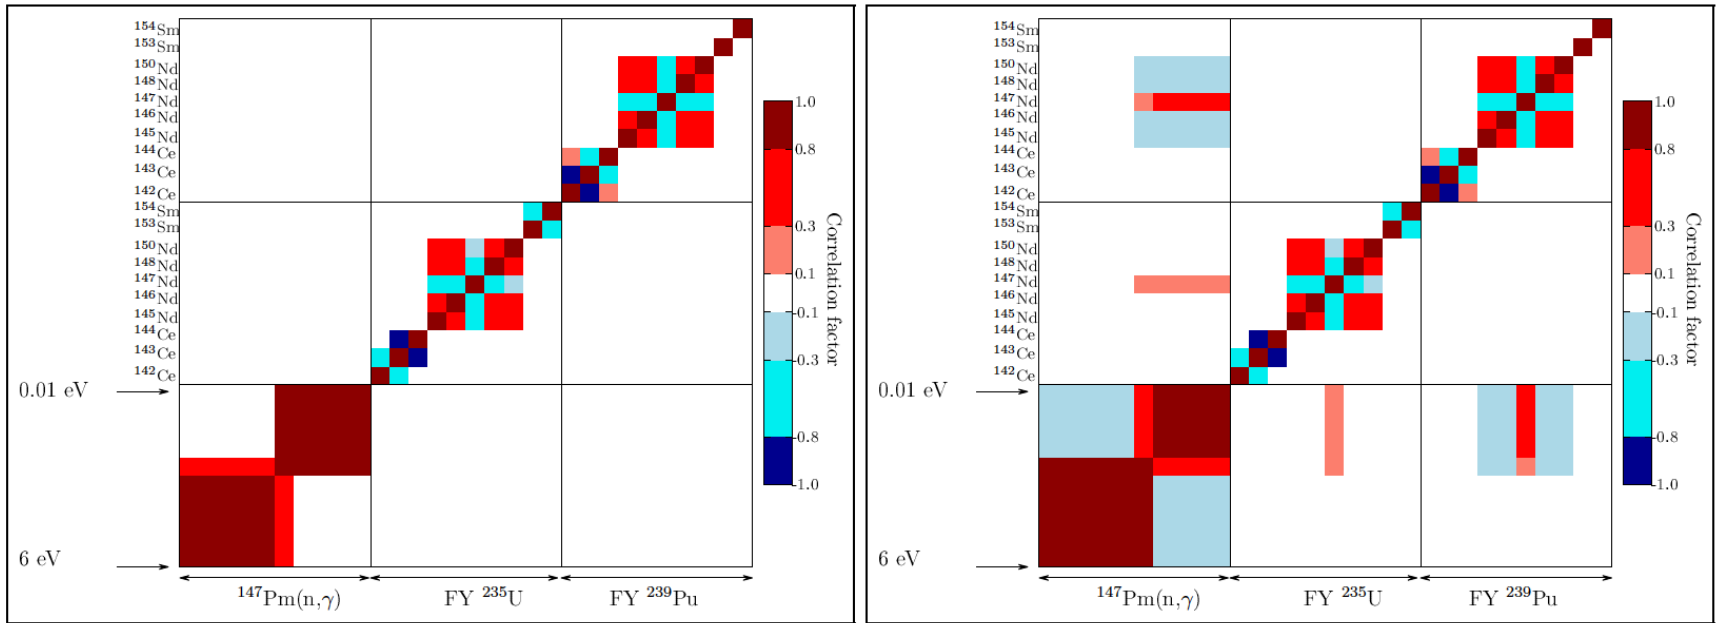 ¹⁵⁴Sm
¹⁵³Sm
¹⁵⁰Nd
¹⁴⁸Nd
¹⁴⁷Nd
¹⁴⁶Nd
¹⁴⁵Nd
¹⁴⁴Ce
¹⁴³Ce
¹⁴²Ce
¹⁵⁴Sm
¹⁵³Sm
¹⁵⁰Nd
¹⁴⁸Nd
¹⁴⁷Nd
¹⁴⁶Nd
¹⁴⁵Nd
¹⁴⁴Ce
¹⁴³Ce
¹⁴²Ce
0.01 eV
6 eV
¹⁴⁷Pm(n,γ)
FY ²³⁵U
FY ²³⁹Pu
1.0
0.8
0.3
0.1
-0.1
-0.3
-0.8
-1.0
Correlation factor
¹⁵⁴Sm
¹⁵³Sm
¹⁵⁰Nd
¹⁴⁸Nd
¹⁴⁷Nd
¹⁴⁶Nd
¹⁴⁵Nd
¹⁴⁴Ce
¹⁴³Ce
¹⁴²Ce
¹⁵⁴Sm
¹⁵³Sm
¹⁵⁰Nd
¹⁴⁸Nd
¹⁴⁷Nd
¹⁴⁶Nd
¹⁴⁵Nd
¹⁴⁴Ce
¹⁴³Ce
¹⁴²Ce
0.01 eV
6 eV
¹⁴⁷Pm(n,γ)
FY ²³⁵U
FY ²³⁹Pu
1.0
0.8
0.3
0.1
-0.1
-0.3
-0.8
-1.0
Correlation factor